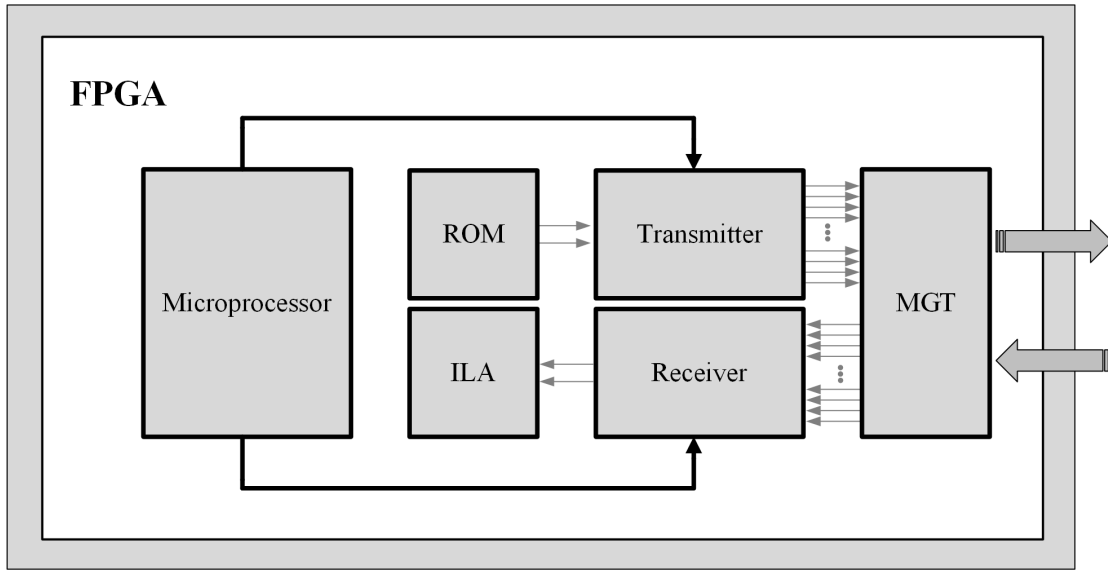 FPGA
Microprocessor
ROM
Transmitter
MGT
ILA
Receiver